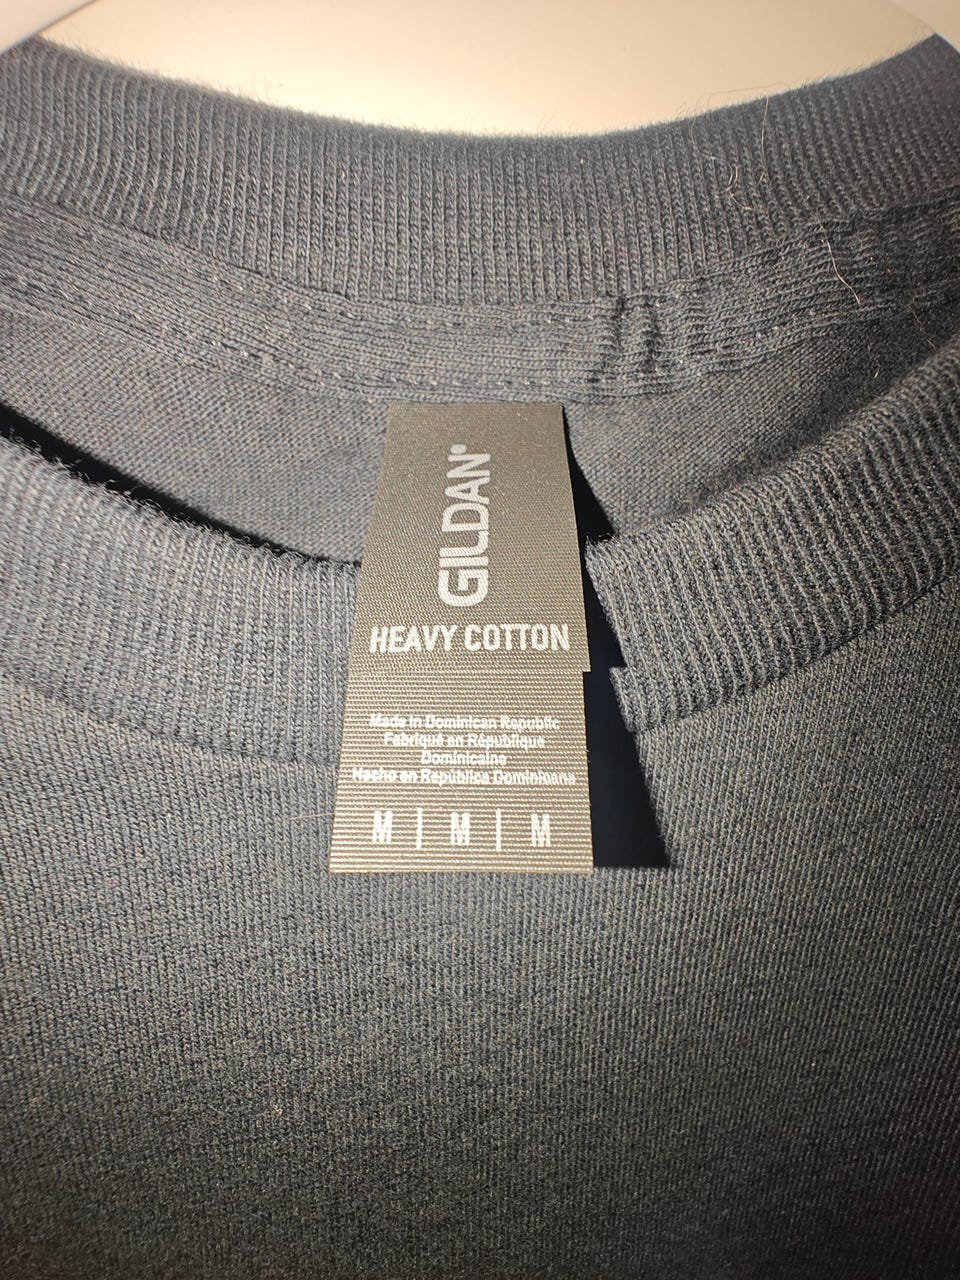 GILDAN®
HEAVY COTTON
Made in Dominican Republic
Fabriqué en République
Dominicaine
Hecho en República Dominicana
M | M | M